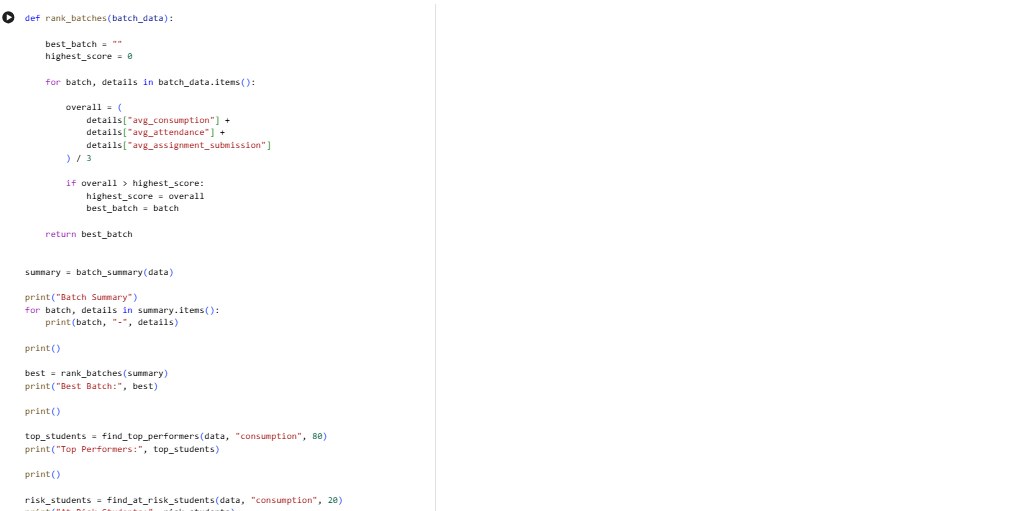 def rank_batches(batch_data):
best_batch = ""
highest_score = 0
for batch, details in batch_data.items():
overall = (
details["avg_consumption"] +
details["avg_attendance"] +
details["avg_assignment_submission"]
) / 3
if overall > highest_score:
highest_score = overall
best_batch = batch
return best_batch
summary = batch_summary(data)
print("Batch Summary")
for batch, details in summary.items():
print(batch, "-", details)
print()
best = rank_batches(summary)
print("Best Batch:", best)
print()
top_students = find_top_performers(data, "consumption", 80)
print("Top Performers:", top_students)
print()
risk_students = find_at_risk_students(data, "consumption", 20)